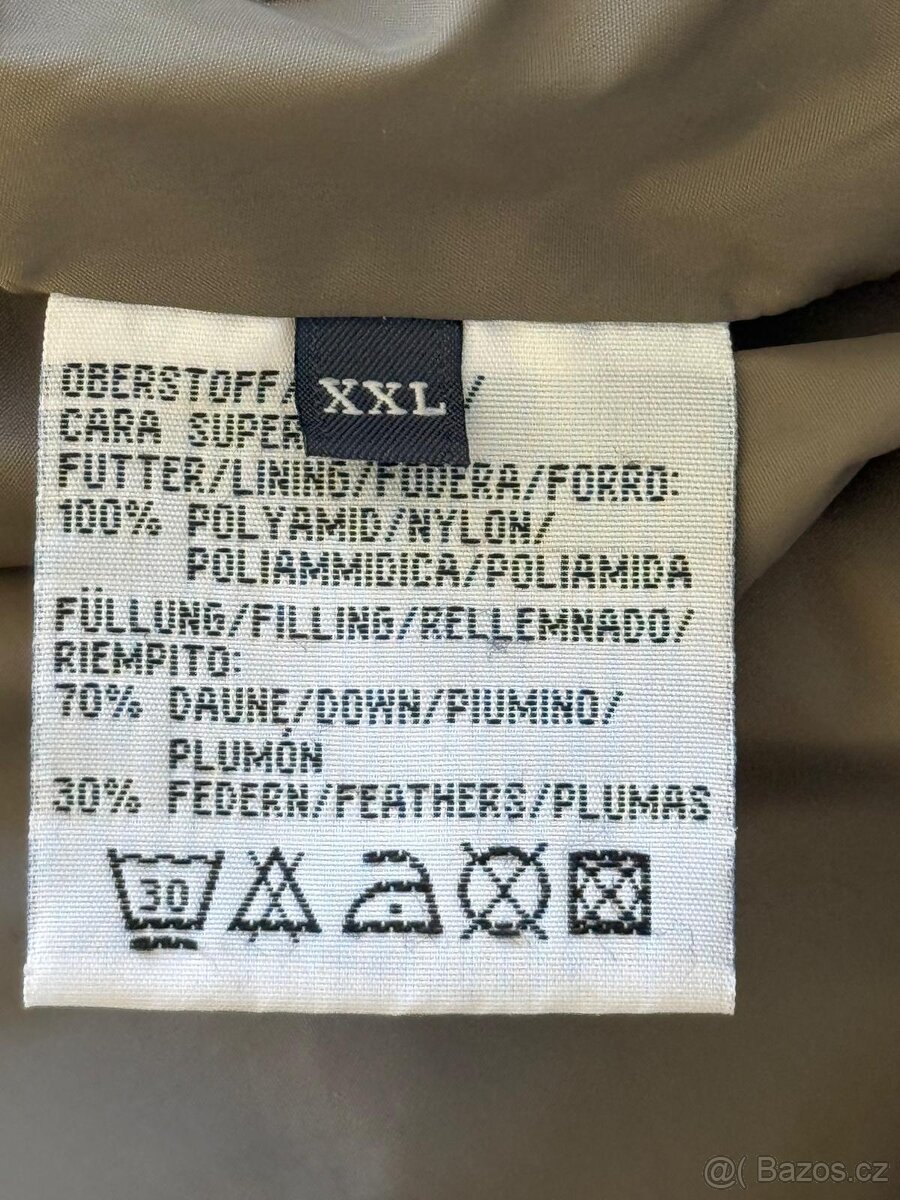 OBERSTOFF/
XXL
/
CARA SUPER
FUTTER/LINING/FODERA/FORRO:
100% POLYAMID/NYLON/
POLIAMMIDICA/POLIAMIDA
FÜLLUNG/FILLING/RELLEMNADO/
RIEMPITO:
70% DAUNE/DOWN/PIUMINO/
PLUMÓN
30% FEDERN/FEATHERS/PLUMAS
30
@( Bazos.cz